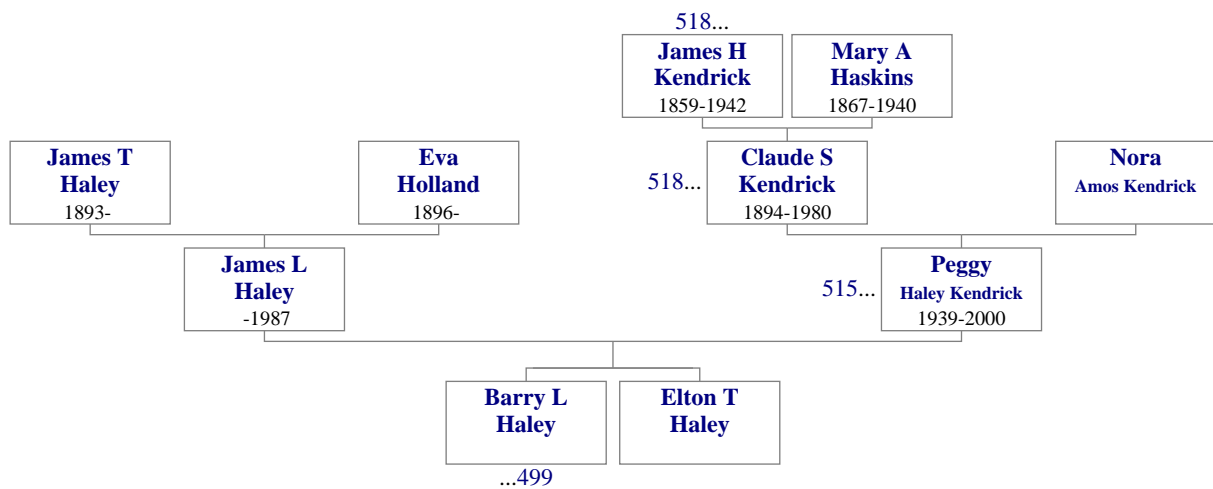 518...
James H
Kendrick
1859-1942
Mary A
Haskins
1867-1940
James T
Haley
1893-
Eva
Holland
1896-
518...
Claude S
Kendrick
1894-1980
Nora
Amos Kendrick
James L
Haley
-1987
515...
Peggy
Haley Kendrick
1939-2000
Barry L
Haley
Elton T
Haley
...499